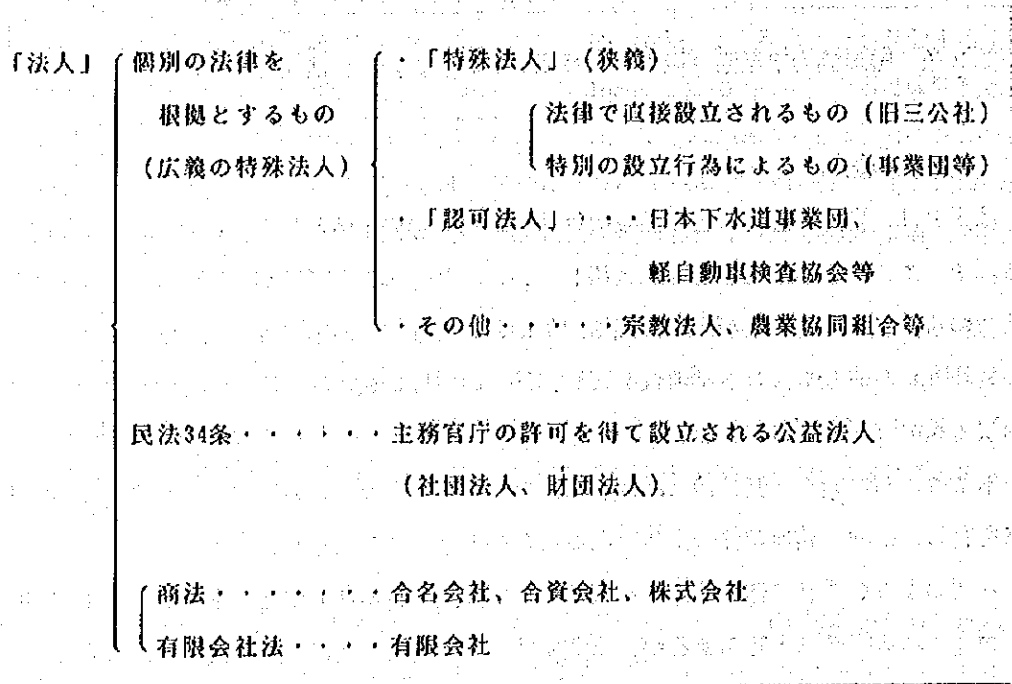 「法人」 個別の法律を ・「特殊法人」(狭義)
根拠とするもの 法律で直接設立されるもの(旧三公社)
(広義の特殊法人) 特別の設立行為によるもの(事業団等)
・「認可法人」・・・日本下水道事業団、
軽自動車検査協会等
・その他・・・・・宗教法人、農業協同組合等
民法34条・・・・・・主務官庁の許可を得て設立される公益法人
(社団法人、財団法人)
商法・・・・・・・合名会社、合資会社、株式会社
有限会社法・・・・有限会社